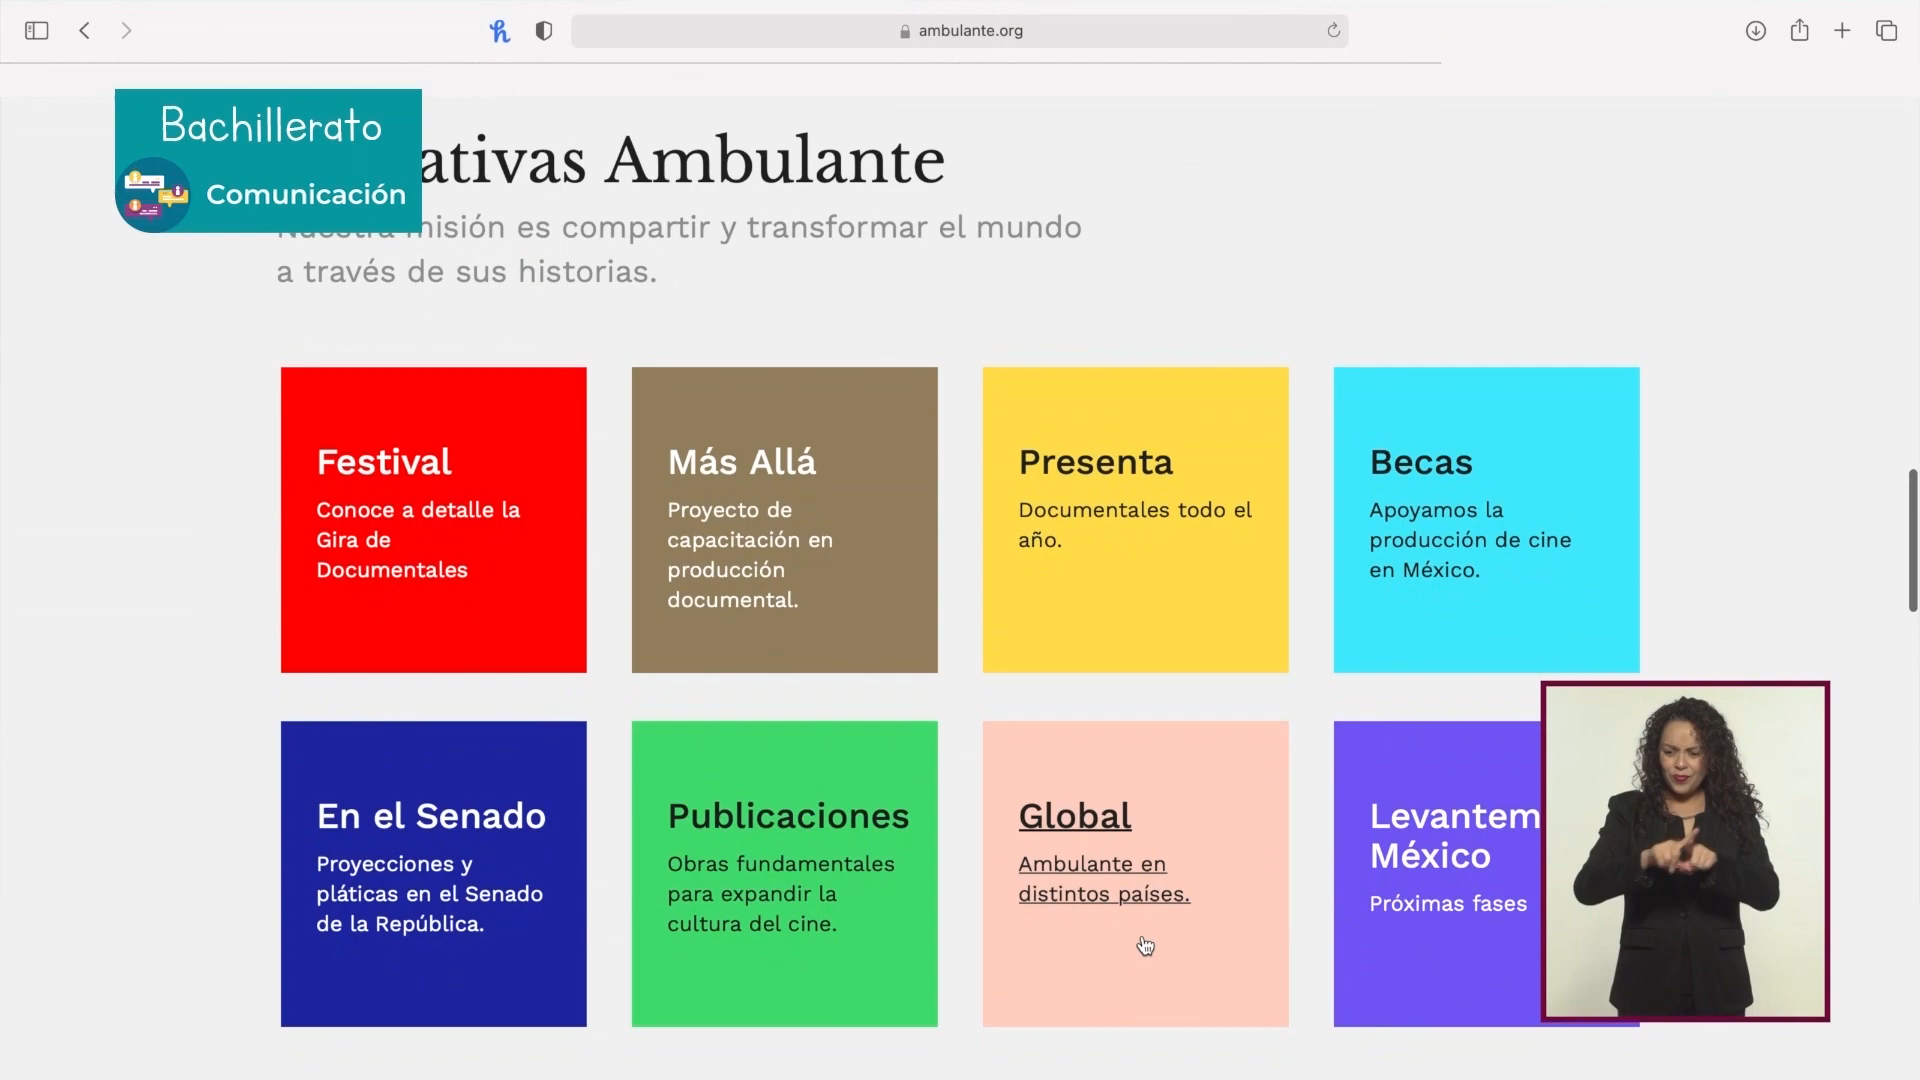 ambulante.org
Bachillerato
Comunicación
ativas Ambulante
misión es compartir y transformar el mundo
a través de sus historias.
Festival
Conoce a detalle la
Gira de
Documentales
Más Allá
Proyecto de
capacitación en
producción
documental.
Presenta
Documentales todo el
año.
Becas
Apoyamos la
producción de cine
en México.
En el Senado
Proyecciones y
pláticas en el Senado
de la República.
Publicaciones
Obras fundamentales
para expandir la
cultura del cine.
Global
Ambulante en
distintos países.
Levantem
México
Próximas fases